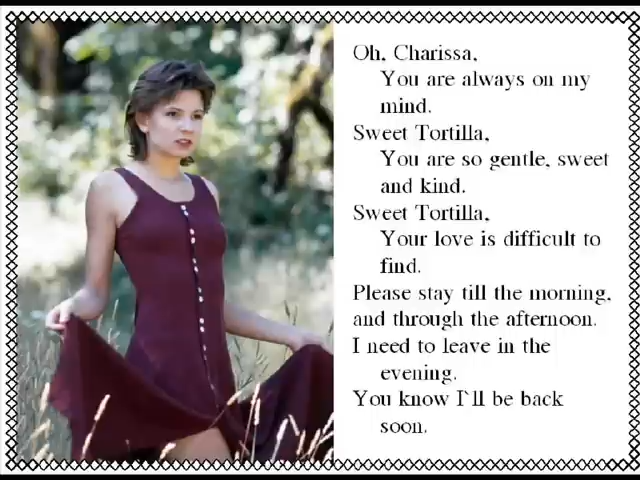 Oh, Charissa,
You are always on my
mind.
Sweet Tortilla,
You are so gentle, sweet
and kind.
Sweet Tortilla,
Your love is difficult to
find.
Please stay till the morning,
and through the afternoon.
I need to leave in the
evening.
You know I`ll be back
soon.